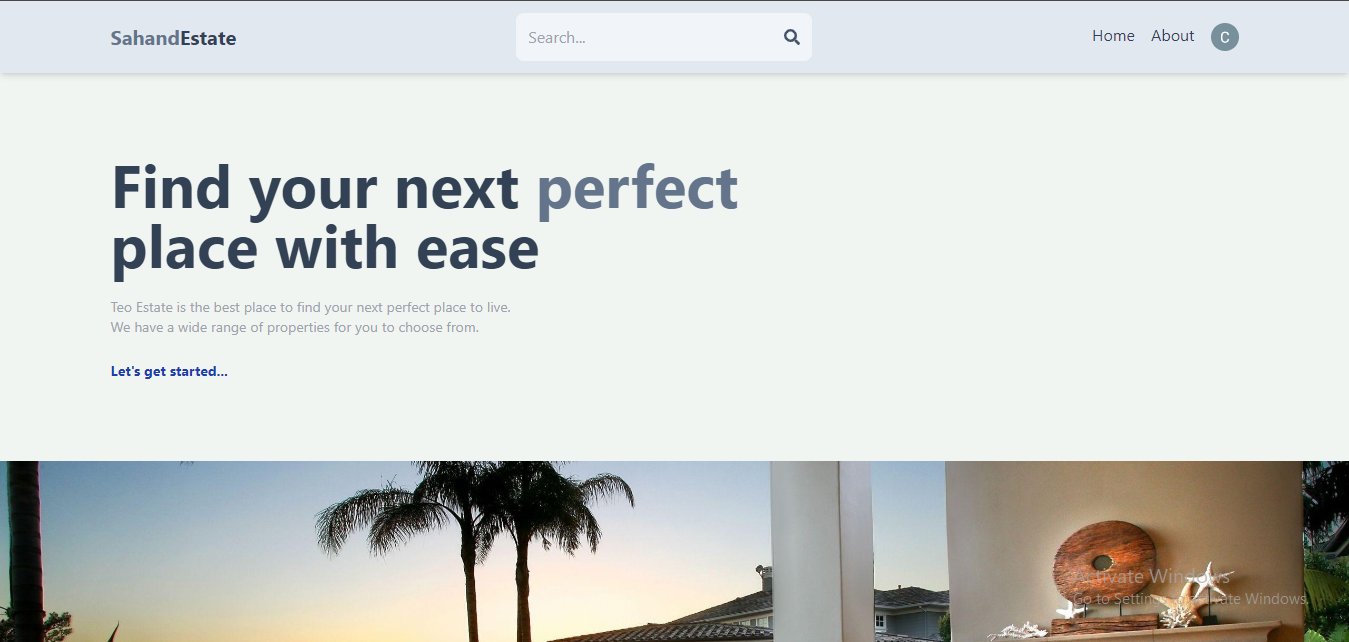 SahandEstate
Search...
Home
About
C
Find your next perfect
place with ease
Teo Estate is the best place to find your next perfect place to live.
We have a wide range of properties for you to choose from.
Let's get started...
Activate Windows
Go to Settings to activate Windows.